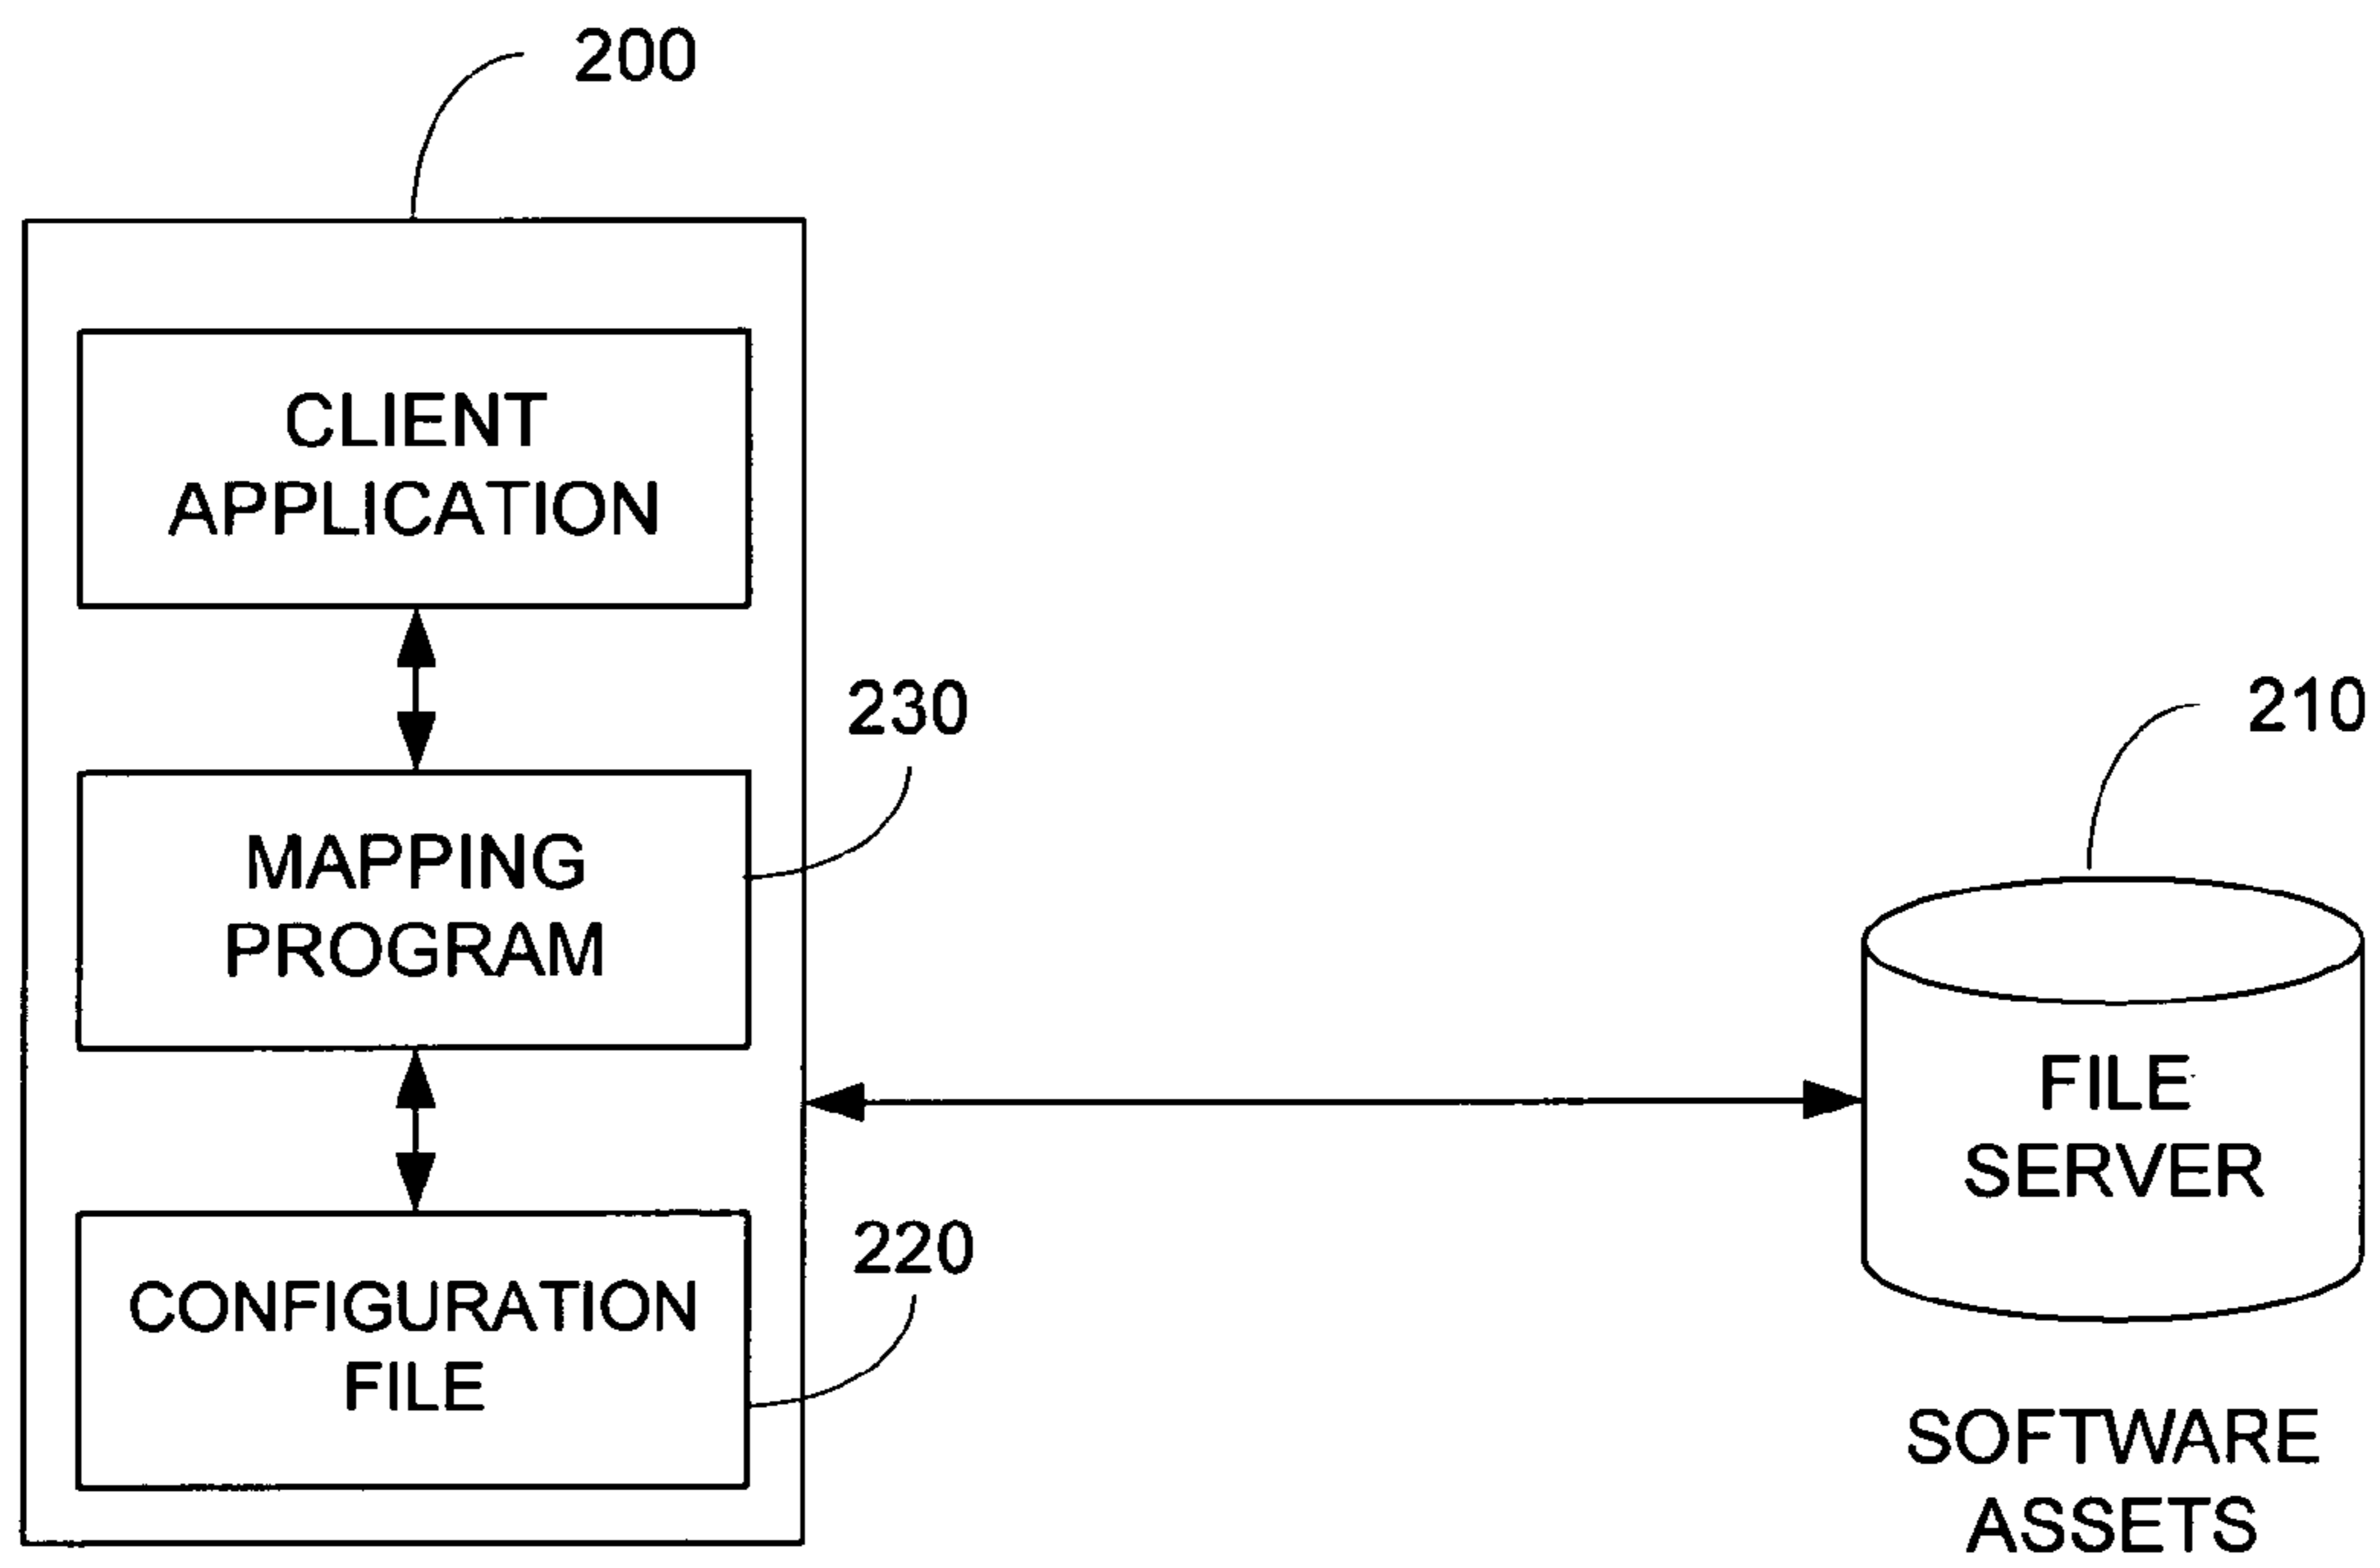 200
CLIENT
APPLICATION
230
MAPPING
PROGRAM
220
CONFIGURATION
FILE
210
FILE
SERVER
SOFTWARE
ASSETS